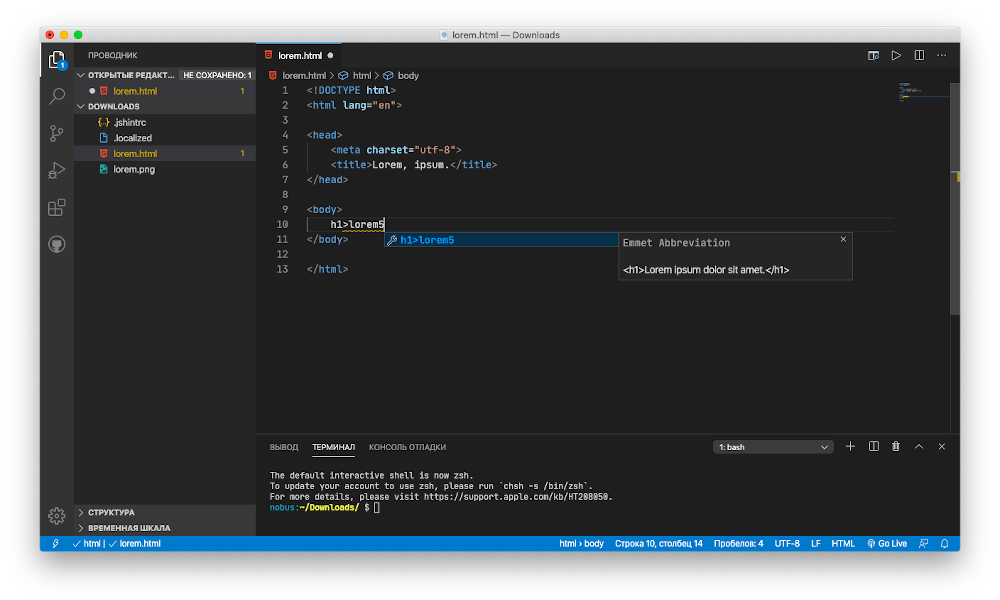 lorem.html — Downloads
ПРОВОДНИК
ОТКРЫТЫЕ РЕДАКТ... НЕ СОХРАНЕНО: 1
lorem.html 1
DOWNLOADS
.jshintrc
.localized
lorem.html 1
lorem.png
СТРУКТУРА
ВРЕМЕННАЯ ШКАЛА
1
lorem.html
lorem.html > html > body
1 <!DOCTYPE html>
2 <html lang="en">
3
4 <head>
5 <meta charset="utf-8">
6 <title>Lorem, ipsum.</title>
7 </head>
8
9 <body>
10 h1>lorem5
11 </body>
12
13 </html>
h1>lorem5
Emmet Abbreviation
<h1>Lorem ipsum dolor sit amet.</h1>
ВЫВОД ТЕРМИНАЛ КОНСОЛЬ ОТЛАДКИ 1: bash
The default interactive shell is now zsh.
To update your account to use zsh, please run `chsh -s /bin/zsh`.
For more details, please visit https://support.apple.com/kb/HT208050.
nobus:~/Downloads/ $
html | lorem.html html › body Строка 10, столбец 14 Пробелов: 4 UTF-8 LF HTML Go Live